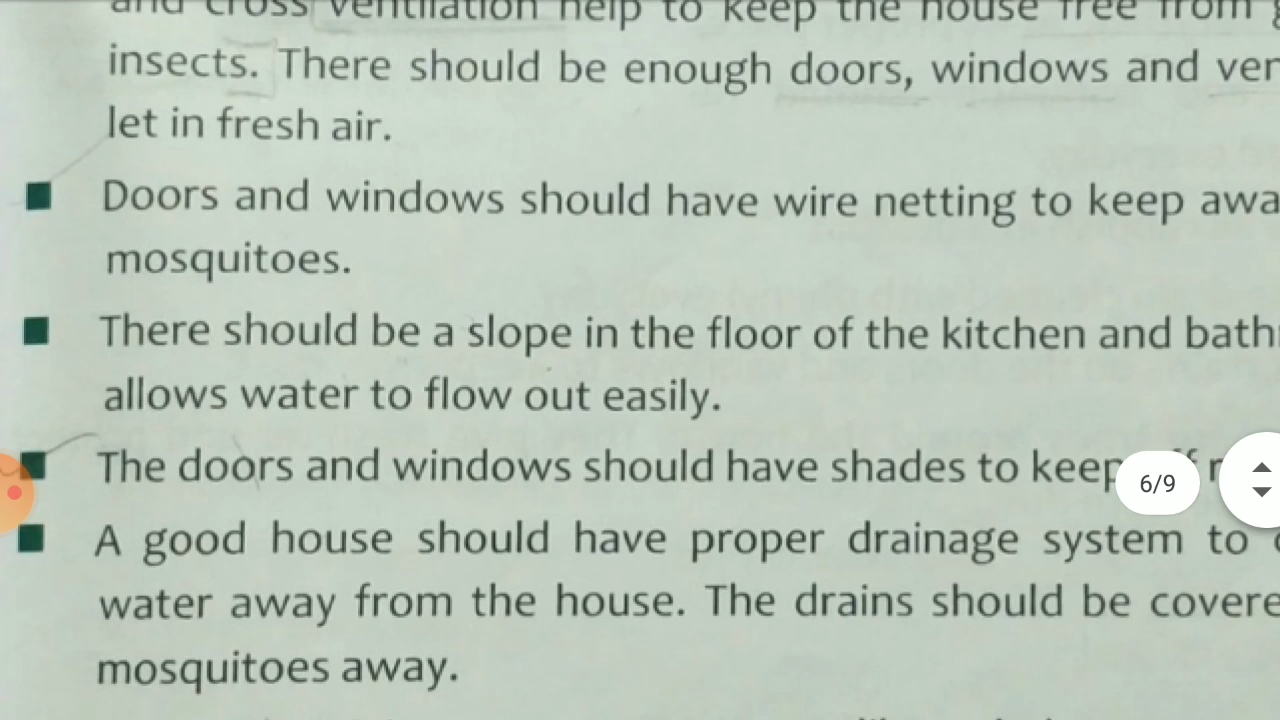 and cross ventilation help to keep the house free from
insects. There should be enough doors, windows and
let in fresh air.
Doors and windows should have wire netting to keep
mosquitoes.
There should be a slope in the floor of the kitchen and
allows water to flow out easily.
The doors and windows should have shades to keep
6/9
A good house should have proper drainage system to
water away from the house. The drains should be
mosquitoes away.